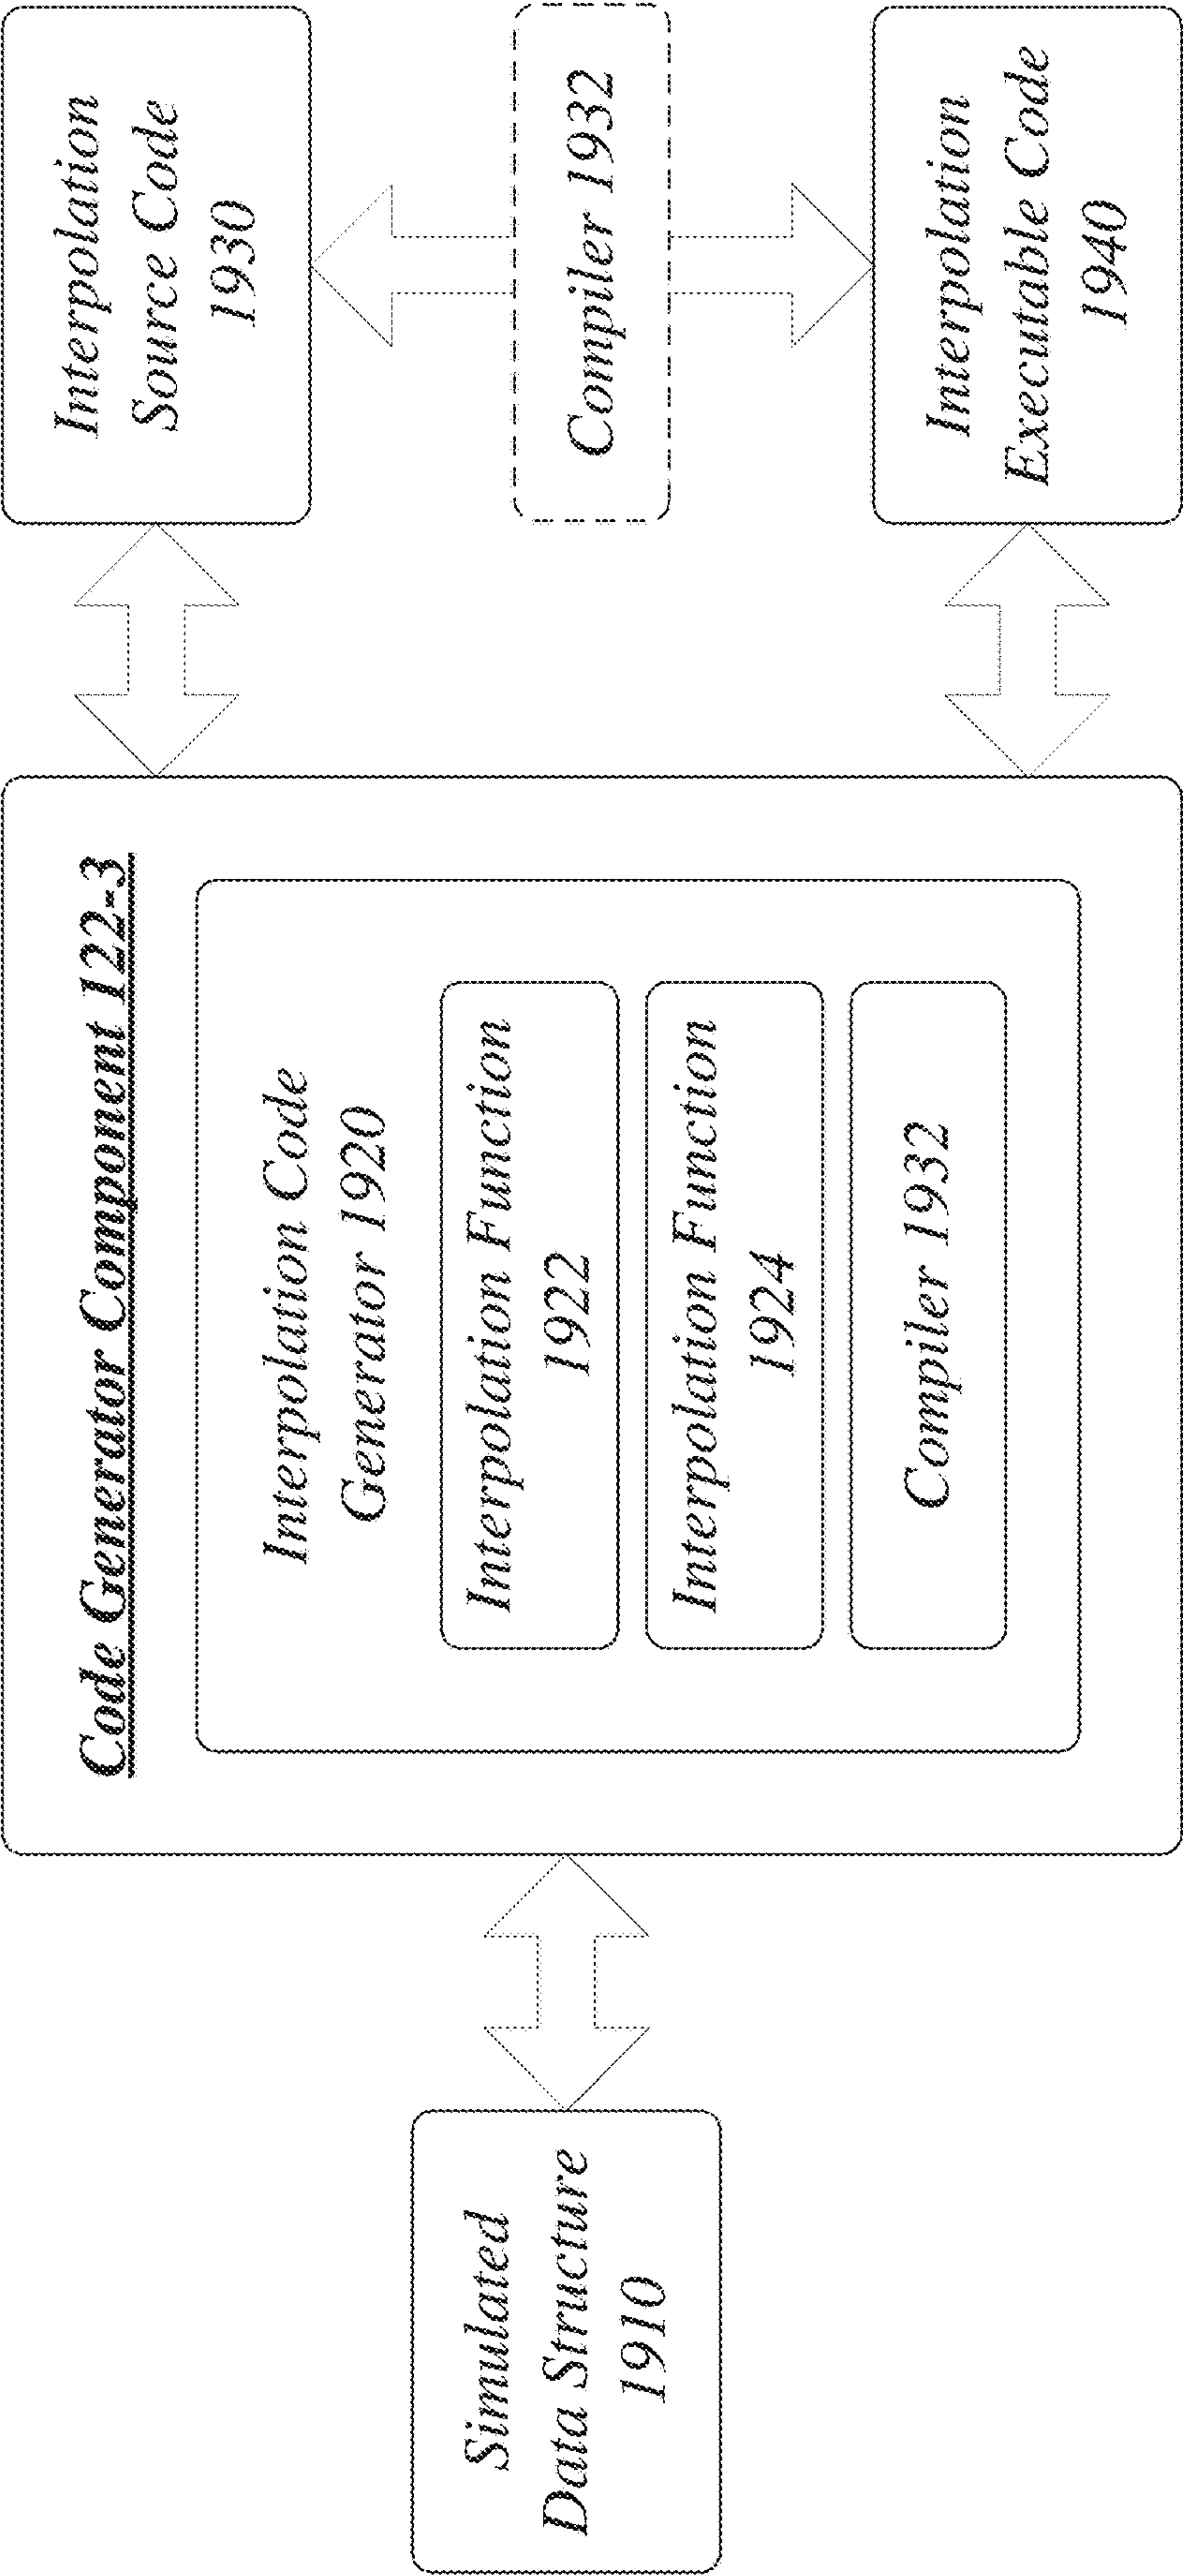 Simulated
Data Structure
1910
Code Generator Component 122-3
Interpolation Code
Generator 1920
Interpolation Function
1922
Interpolation Function
1924
Compiler 1932
Interpolation
Source Code
1930
Compiler 1932
Interpolation
Executable Code
1940